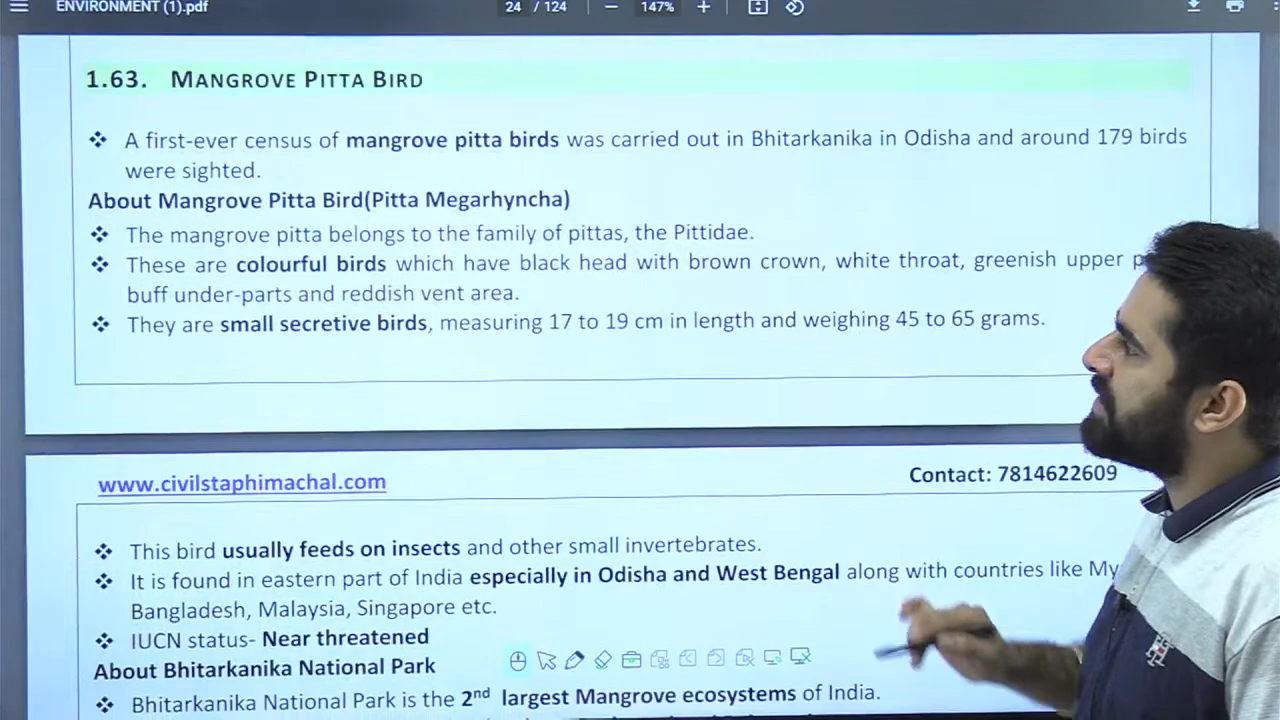 ENVIRONMENT (1).pdf
24 / 124
147%
1.63. MANGROVE PITTA BIRD
❖ A first-ever census of mangrove pitta birds was carried out in Bhitarkanika in Odisha and around 179 birds
were sighted.
About Mangrove Pitta Bird(Pitta Megarhyncha)
❖ The mangrove pitta belongs to the family of pittas, the Pittidae.
❖ These are colourful birds which have black head with brown crown, white throat, greenish upper
buff under-parts and reddish vent area.
❖ They are small secretive birds, measuring 17 to 19 cm in length and weighing 45 to 65 grams.
www.civilstaphimachal.com
Contact: 7814622609
❖ This bird usually feeds on insects and other small invertebrates.
❖ It is found in eastern part of India especially in Odisha and West Bengal along with countries like My
Bangladesh, Malaysia, Singapore etc.
❖ IUCN status- Near threatened
About Bhitarkanika National Park
❖ Bhitarkanika National Park is the 2nd largest Mangrove ecosystems of India.